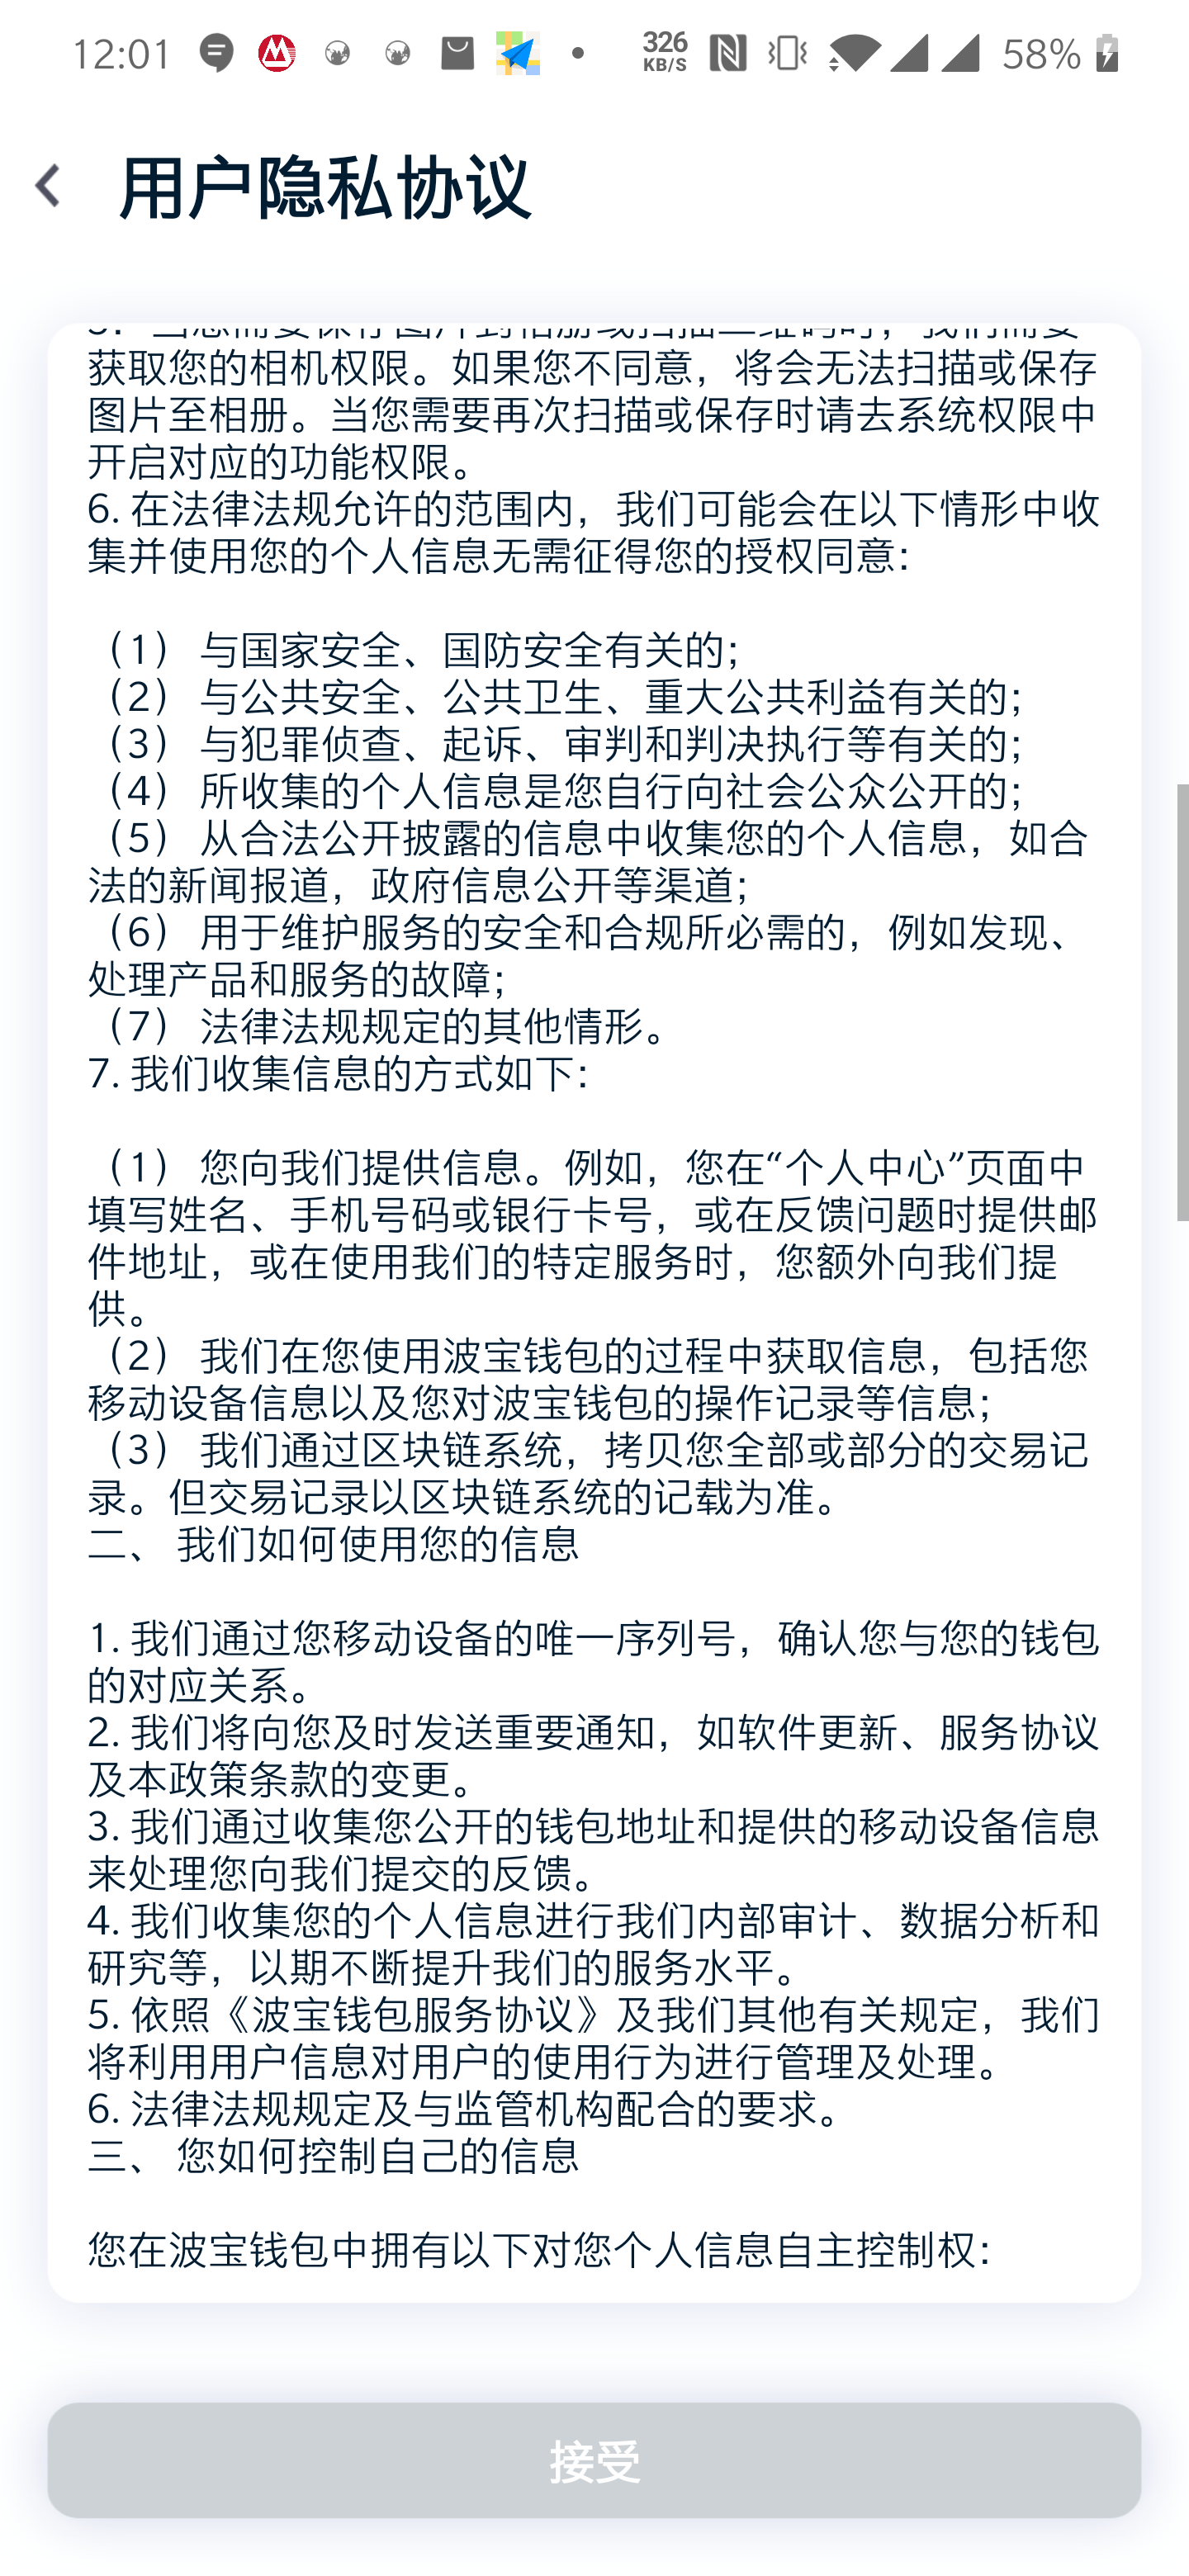 12:01
326
KB/S
58%
用户隐私协议
获取您的相机权限。如果您不同意，将会无法扫描或保存
图片至相册。当您需要再次扫描或保存时请去系统权限中
开启对应的功能权限。
6. 在法律法规允许的范围内，我们可能会在以下情形中收
集并使用您的个人信息无需征得您的授权同意：
（1） 与国家安全、国防安全有关的；
（2） 与公共安全、公共卫生、重大公共利益有关的；
（3） 与犯罪侦查、起诉、审判和判决执行等有关的；
（4） 所收集的个人信息是您自行向社会公众公开的；
（5） 从合法公开披露的信息中收集您的个人信息，如合
法的新闻报道，政府信息公开等渠道；
（6） 用于维护服务的安全和合规所必需的，例如发现、
处理产品和服务的故障；
（7） 法律法规规定的其他情形。
7. 我们收集信息的方式如下：
（1） 您向我们提供信息。例如，您在“个人中心”页面中
填写姓名、手机号码或银行卡号，或在反馈问题时提供邮
件地址，或在使用我们的特定服务时，您额外向我们提
供。
（2） 我们在您使用波宝钱包的过程中获取信息，包括您
移动设备信息以及您对波宝钱包的操作记录等信息；
（3） 我们通过区块链系统，拷贝您全部或部分的交易记
录。但交易记录以区块链系统的记载为准。
二、 我们如何使用您的信息
1. 我们通过您移动设备的唯一序列号，确认您与您的钱包
的对应关系。
2. 我们将向您及时发送重要通知，如软件更新、服务协议
及本政策条款的变更。
3. 我们通过收集您公开的钱包地址和提供的移动设备信息
来处理您向我们提交的反馈。
4. 我们收集您的个人信息进行我们内部审计、数据分析和
研究等，以期不断提升我们的服务水平。
5. 依照《波宝钱包服务协议》及我们其他有关规定，我们
将利用用户信息对用户的使用行为进行管理及处理。
6. 法律法规规定及与监管机构配合的要求。
三、 您如何控制自己的信息
您在波宝钱包中拥有以下对您个人信息自主控制权：
接受